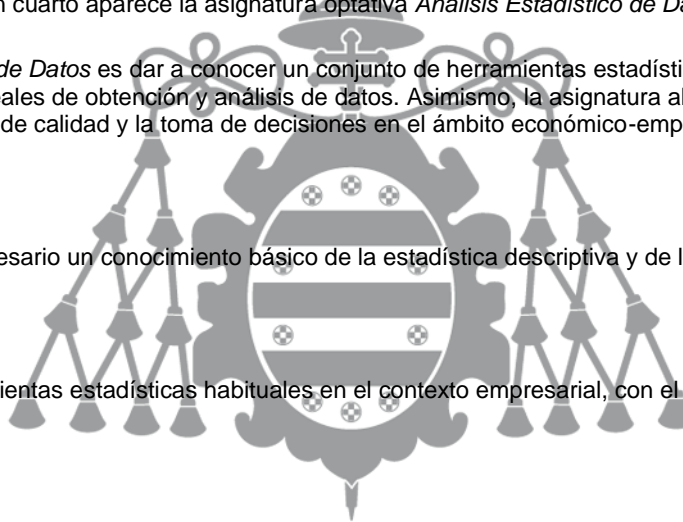 n cuarto aparece la asignatura optativa Análisis Estadístico de Da
de Datos es dar a conocer un conjunto de herramientas estadísti
eales de obtención y análisis de datos. Asimismo, la asignatura al
de calidad y la toma de decisiones en el ámbito económico-emp
esario un conocimiento básico de la estadística descriptiva y de l
ientas estadísticas habituales en el contexto empresarial, con el